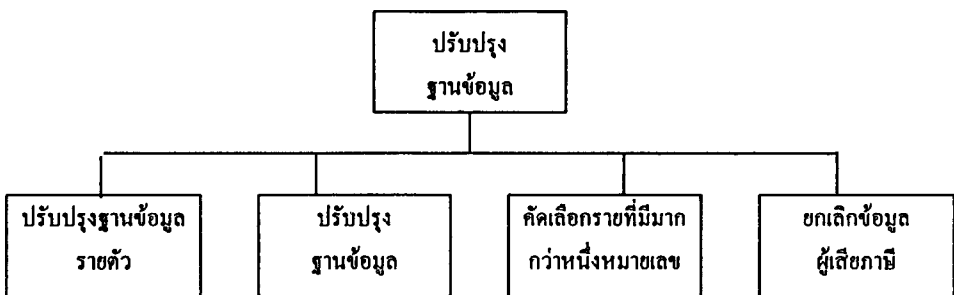 ปรับปรุง
ฐานข้อมูล
ปรับปรุงฐานข้อมูล
รายตัว
ปรับปรุง
ฐานข้อมูล
คัดเลือกรายที่มีมาก
กว่าหนึ่งหมายเลข
ยกเลิกข้อมูล
ผู้เสียภาษี